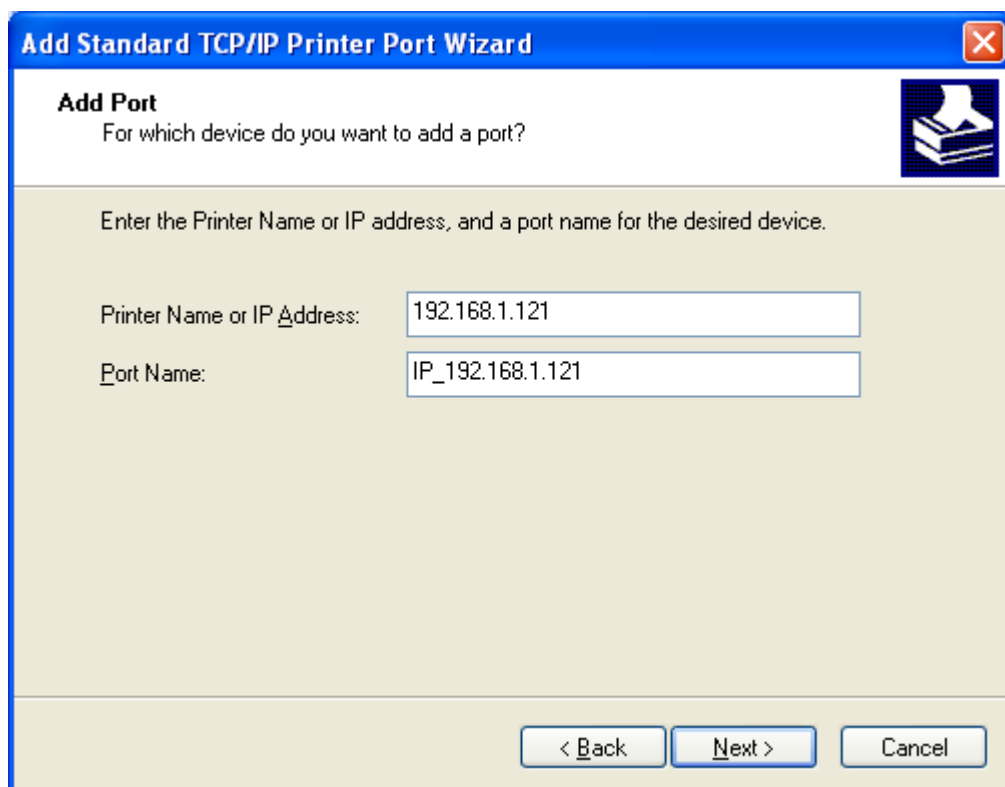 Add Standard TCP/IP Printer Port Wizard
Add Port
For which device do you want to add a port?
Enter the Printer Name or IP address, and a port name for the desired device.
Printer Name or IP Address: 192.168.1.121
Port Name: IP_192.168.1.121
< Back Next > Cancel